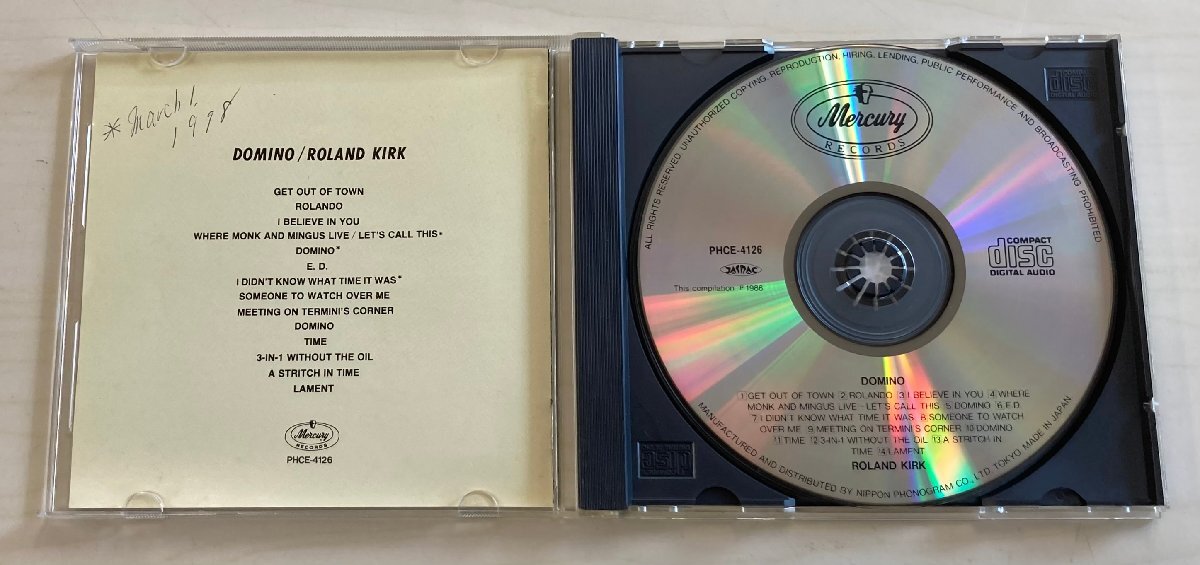 * March 1.
1998
DOMINO/ROLAND KIRK
GET OUT OF TOWN
ROLANDO
I BELIEVE IN YOU
WHERE MONK AND MINGUS LIVE/LET'S CALL THIS*
DOMINO*
E. D.
I DIDN'T KNOW WHAT TIME IT WAS*
SOMEONE TO WATCH OVER ME
MEETING ON TERMINI'S CORNER
DOMINO
TIME
3-IN-1 WITHOUT THE OIL
A STRITCH IN TIME
LAMENT
Mercury
RECORDS
PHCE-4126
ALL RIGHTS RESERVED. UNAUTHORIZED COPYING, REPRODUCTION, HIRING, LENDING, PUBLIC PERFORMANCE AND BROADCASTING PROHIBITED
Mercury
RECORDS
PHCE-4126
JASRAC
This compilation ℗ 1986
COMPACT
disc
DIGITAL AUDIO
DOMINO
1 GET OUT OF TOWN 2 ROLANDO 3 I BELIEVE IN YOU 4 WHERE
MONK AND MINGUS LIVE~LET'S CALL THIS 5 DOMINO 6 E.D.
7 I DIDN'T KNOW WHAT TIME IT WAS 8 SOMEONE TO WATCH
OVER ME 9 MEETING ON TERMINI'S CORNER 10 DOMINO
11 TIME 12 3-IN-1 WITHOUT THE OIL 13 A STRITCH IN
TIME 14 LAMENT
ROLAND KIRK
MANUFACTURED AND DISTRIBUTED BY NIPPON PHONOGRAM CO., LTD. TOKYO. MADE IN JAPAN
COMPACT
disc
DIGITAL AUDIO
disc